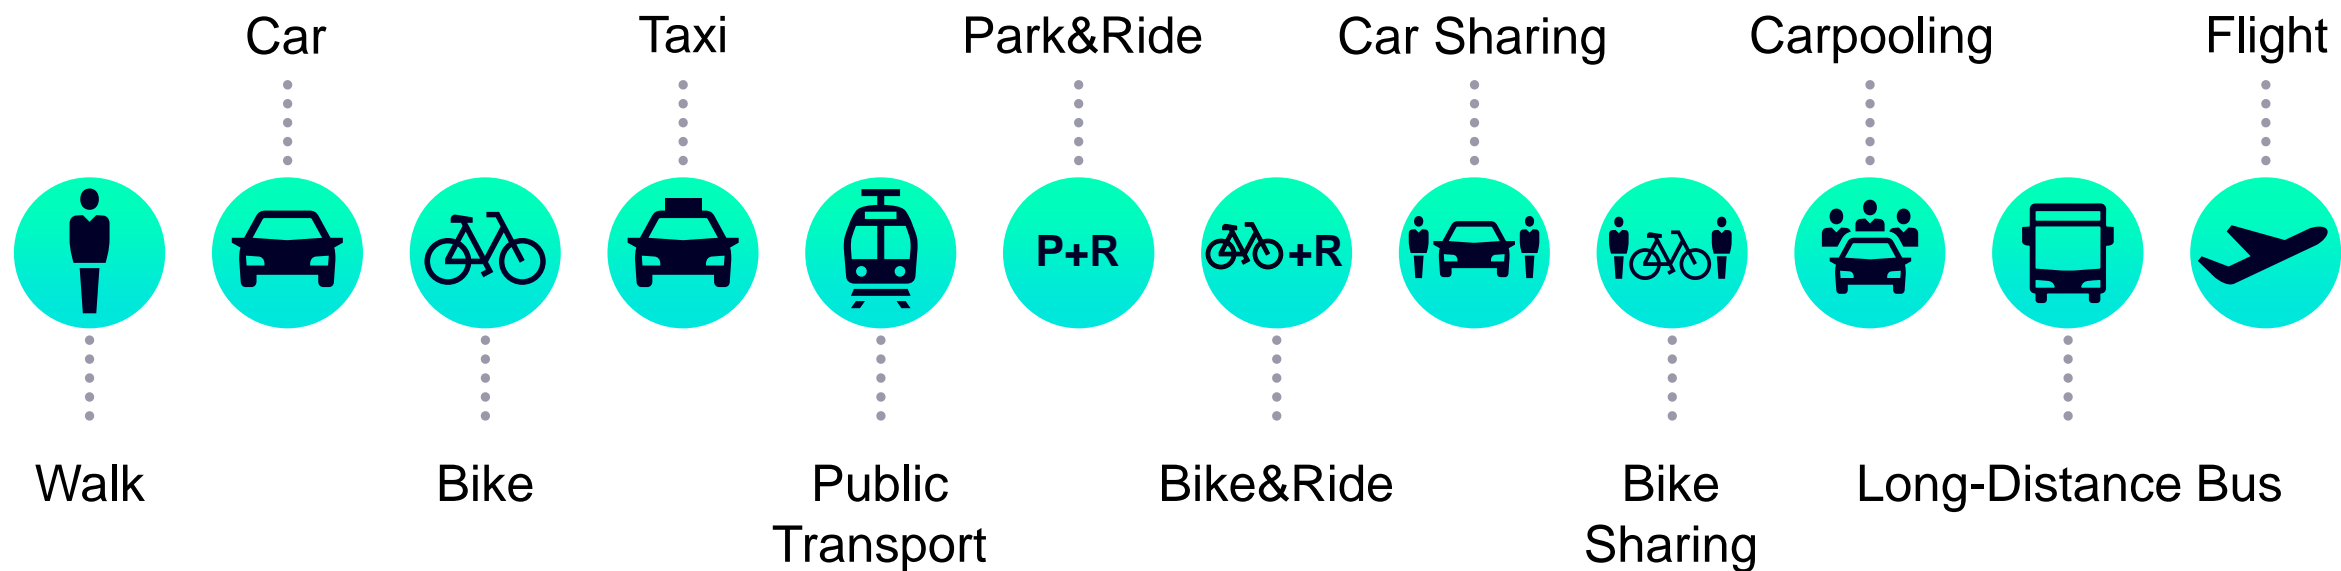 Car
Taxi
Park&Ride
Car Sharing
Carpooling
Flight
P+R
+R
Walk
Bike
Public
Transport
Bike&Ride
Bike
Sharing
Long-Distance Bus